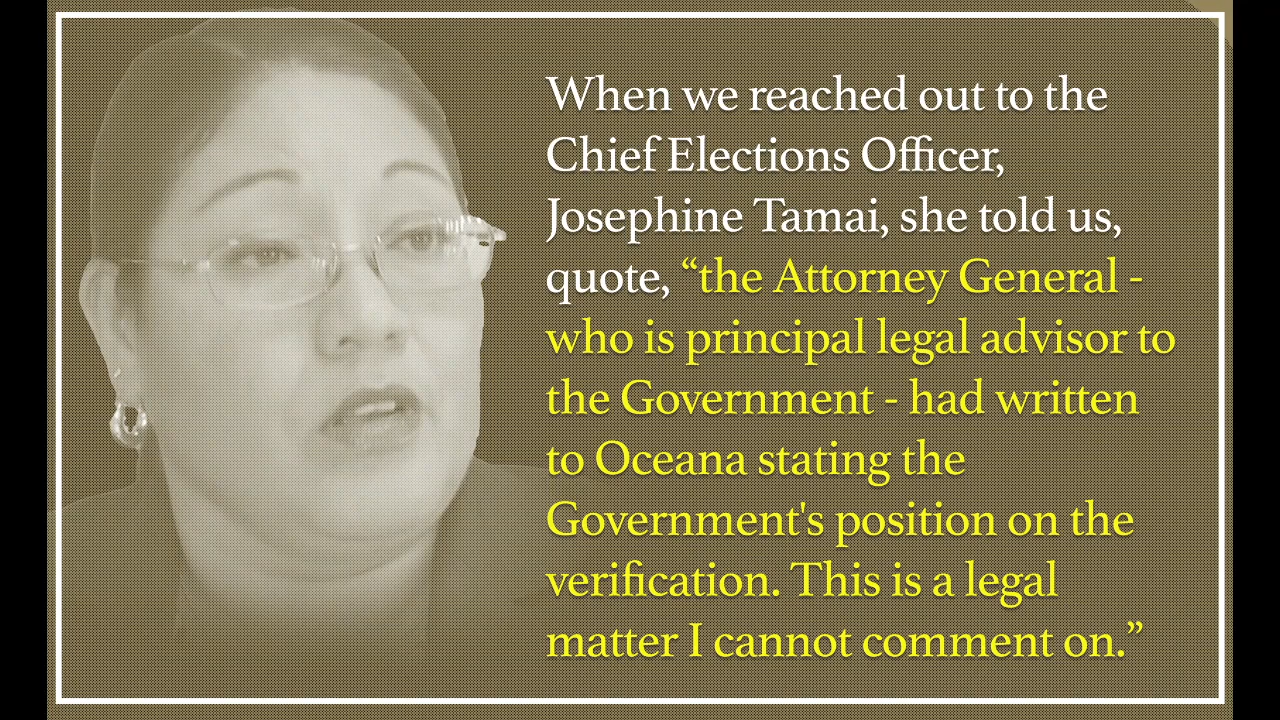 When we reached out to the
Chief Elections Officer,
Josephine Tamai, she told us,
quote, “the Attorney General -
who is principal legal advisor to
the Government - had written
to Oceana stating the
Government's position on the
verification. This is a legal
matter I cannot comment on.”